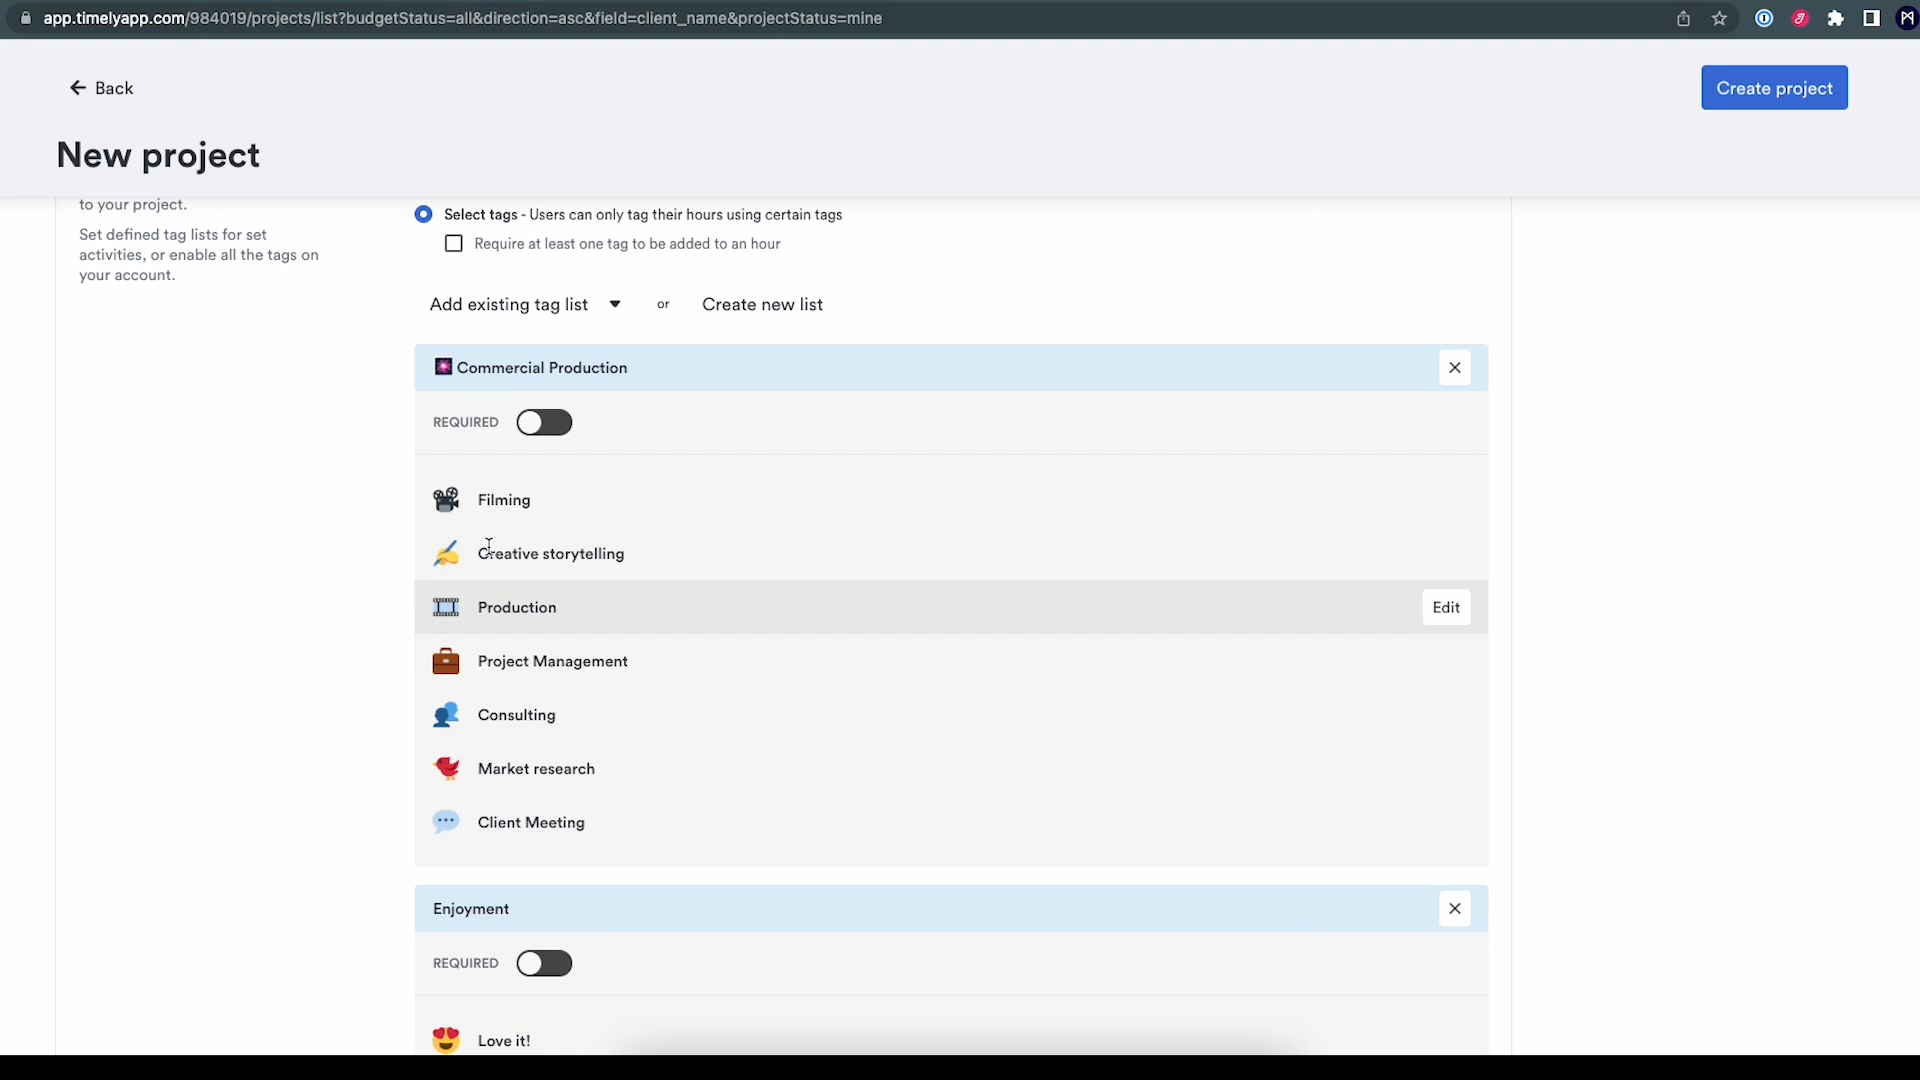 app.timelyapp.com/984019/projects/list?budgetStatus=all&direction=asc&field=client_name&projectStatus=mine
Back
Create project
New project
to your project.
Set defined tag lists for set
activities, or enable all the tags on
your account.
Select tags - Users can only tag their hours using certain tags
Require at least one tag to be added to an hour
Add existing tag list or Create new list
Commercial Production
REQUIRED
Filming
Creative storytelling
Production Edit
Project Management
Consulting
Market research
Client Meeting
Enjoyment
REQUIRED
Love it!